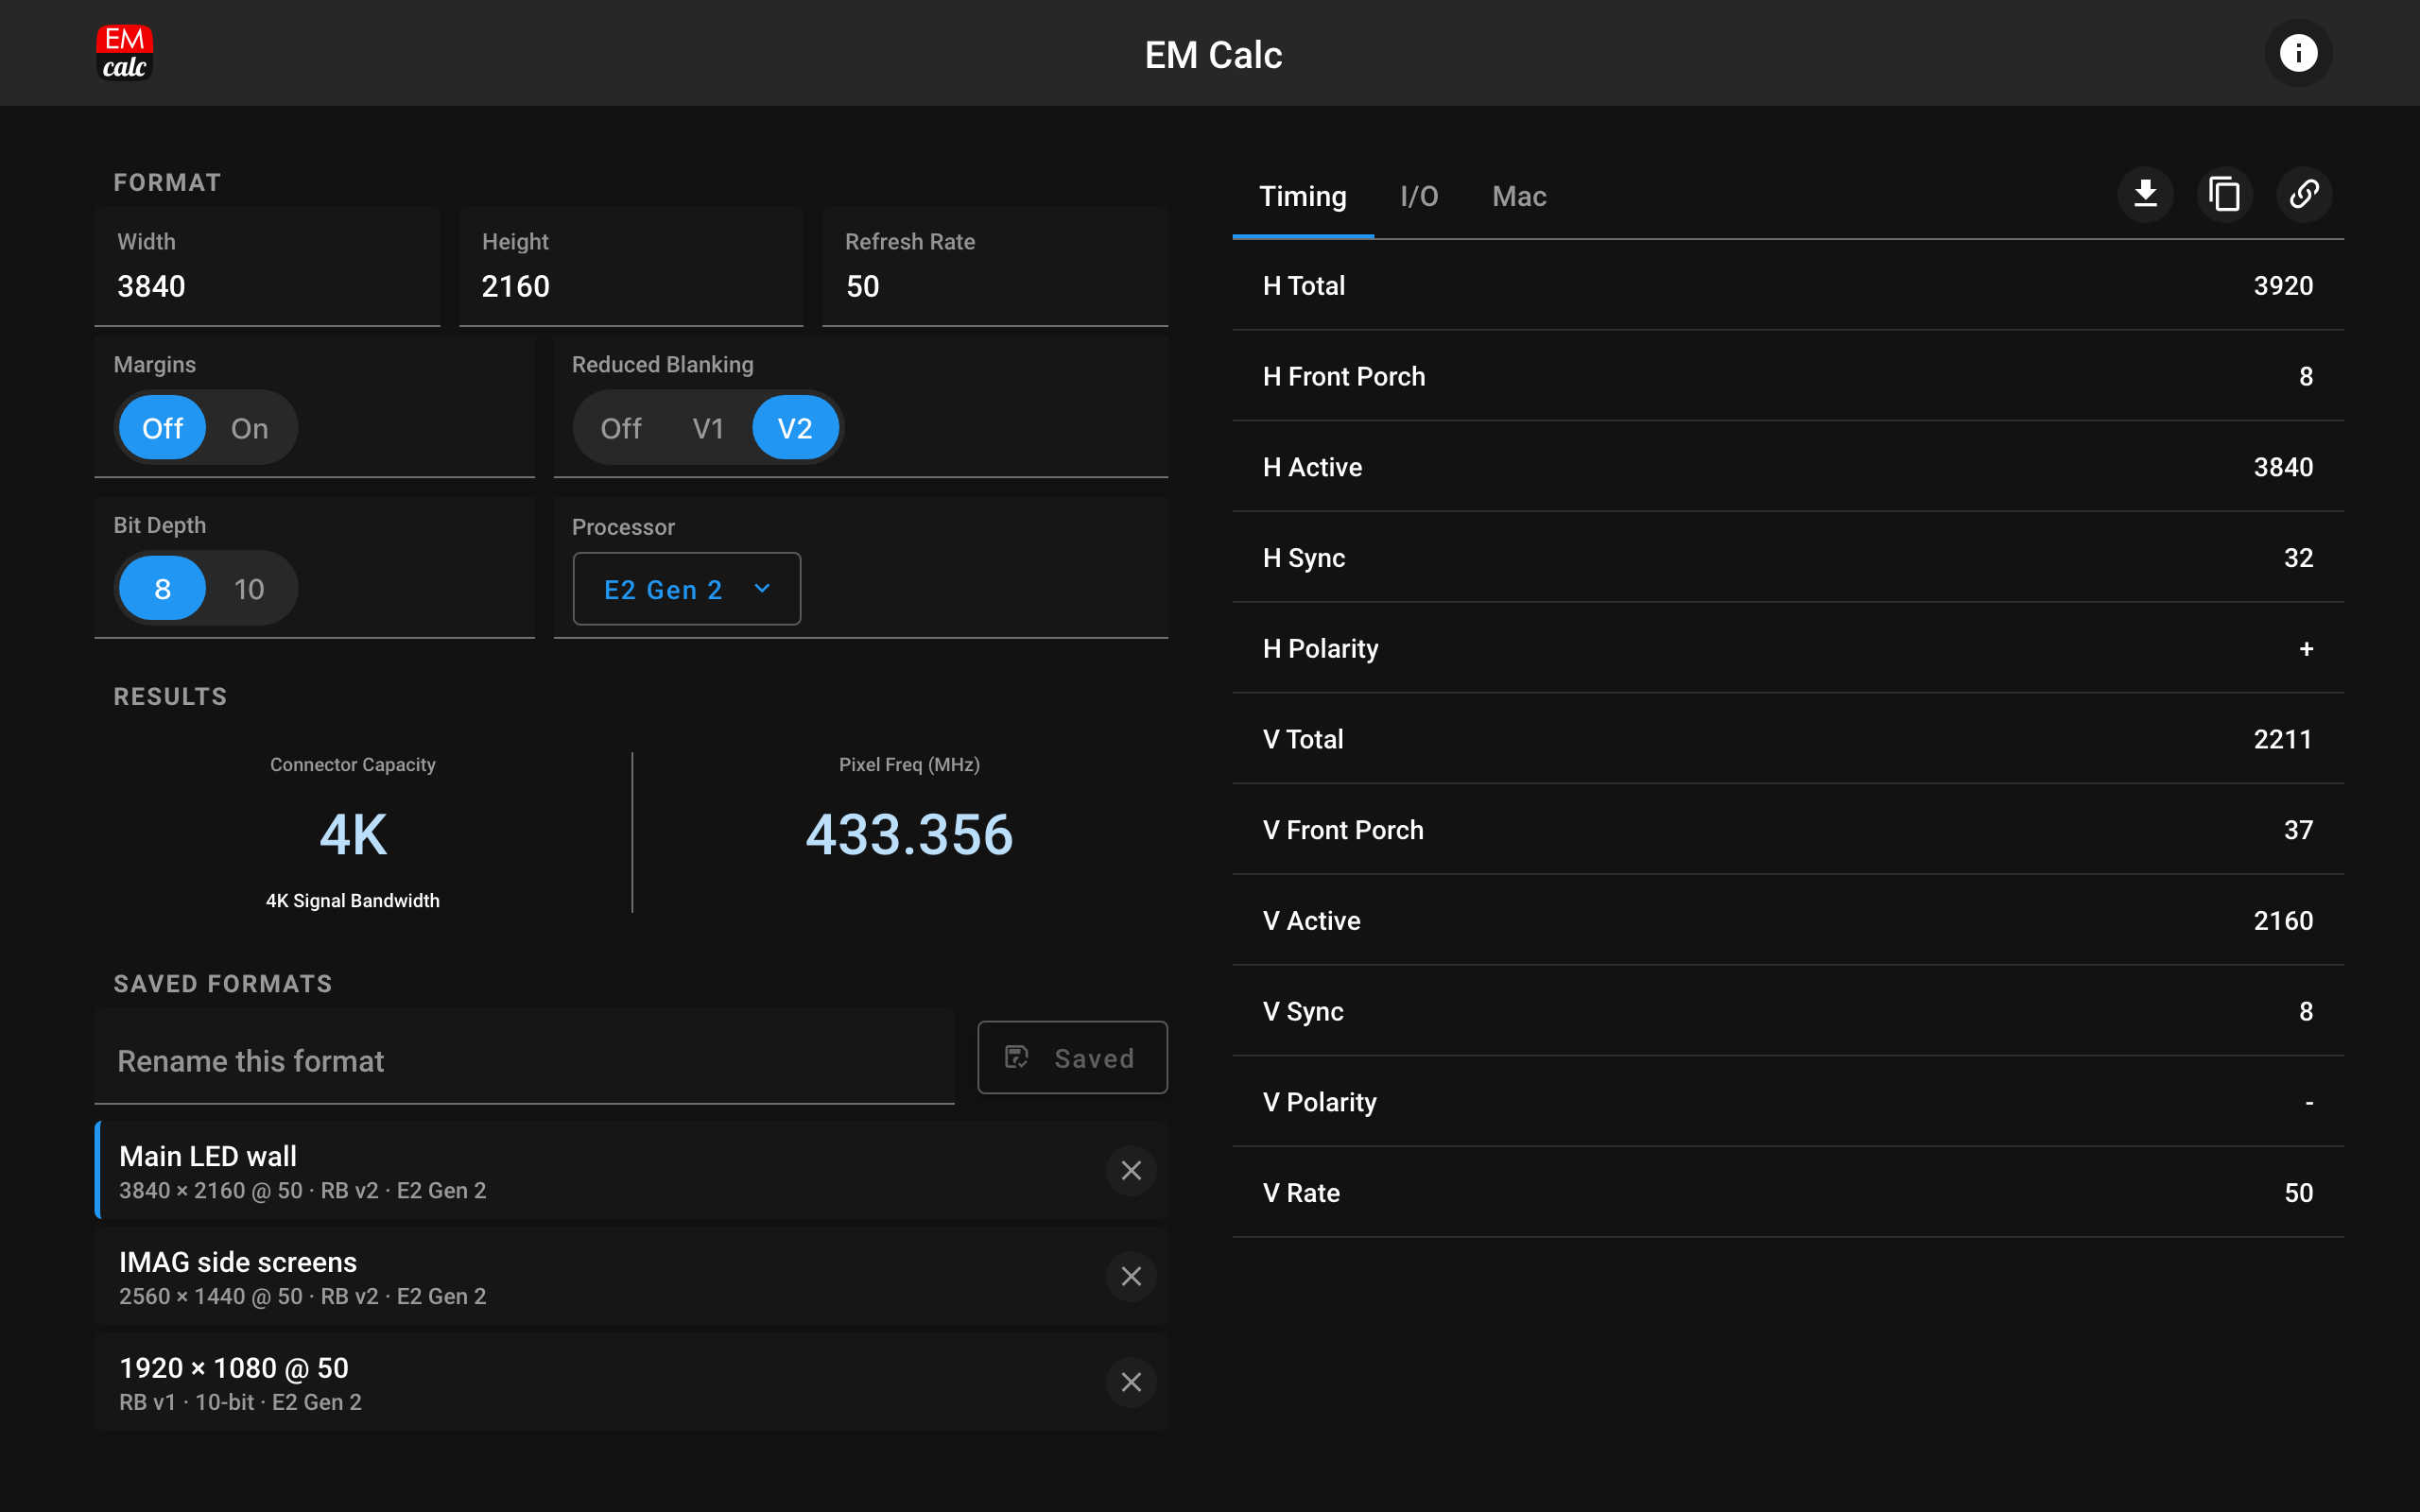 EM
calc
EM Calc
FORMAT
Width
3840
Height
2160
Refresh Rate
50
Margins
Off On
Reduced Blanking
Off V1 V2
Bit Depth
8 10
Processor
E2 Gen 2
RESULTS
Connector Capacity
4K
4K Signal Bandwidth
Pixel Freq (MHz)
433.356
SAVED FORMATS
Rename this format
Saved
Main LED wall
3840 × 2160 @ 50 · RB v2 · E2 Gen 2
IMAG side screens
2560 × 1440 @ 50 · RB v2 · E2 Gen 2
1920 × 1080 @ 50
RB v1 · 10-bit · E2 Gen 2
Timing I/O Mac
H Total 3920
H Front Porch 8
H Active 3840
H Sync 32
H Polarity +
V Total 2211
V Front Porch 37
V Active 2160
V Sync 8
V Polarity -
V Rate 50